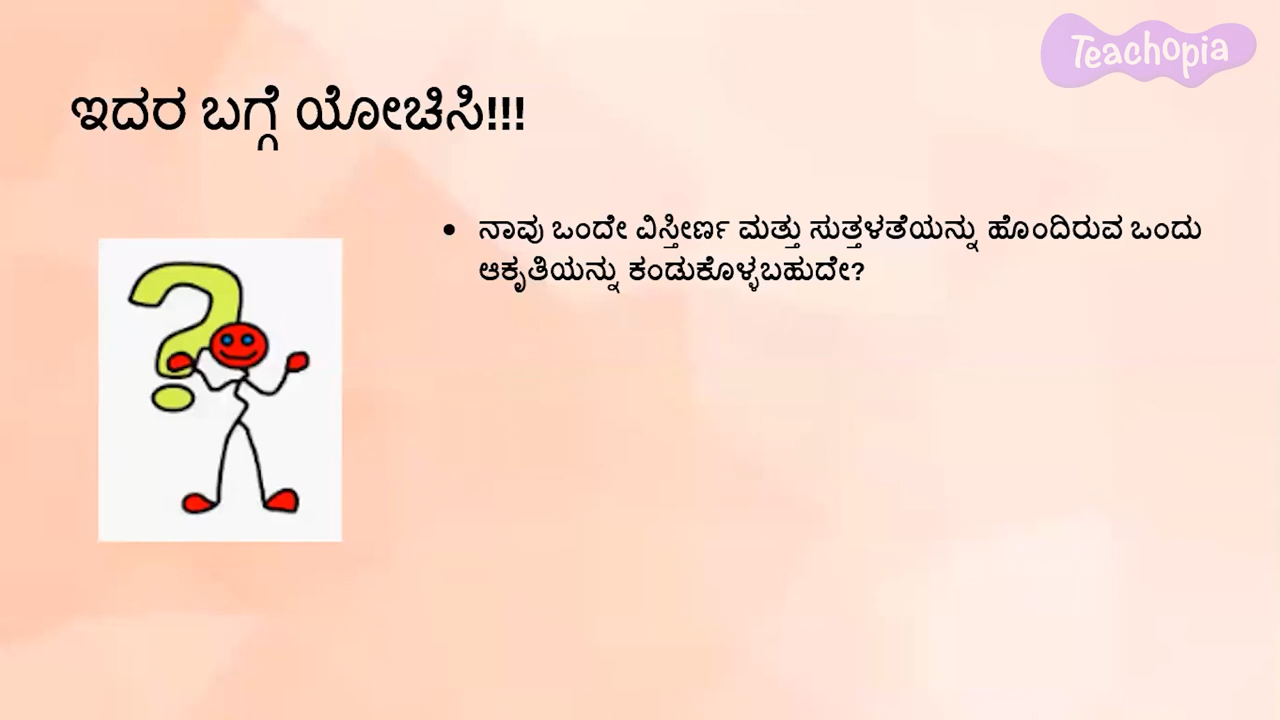 Teachopia
ಇದರ ಬಗ್ಗೆ ಯೋಚಿಸಿ!!!
• ನಾವು ಒಂದೇ ವಿಸ್ತೀರ್ಣ ಮತ್ತು ಸುತ್ತಳತೆಯನ್ನು ಹೊಂದಿರುವ ಒಂದು
ಆಕೃತಿಯನ್ನು ಕಂಡುಕೊಳ್ಳಬಹುದೇ?